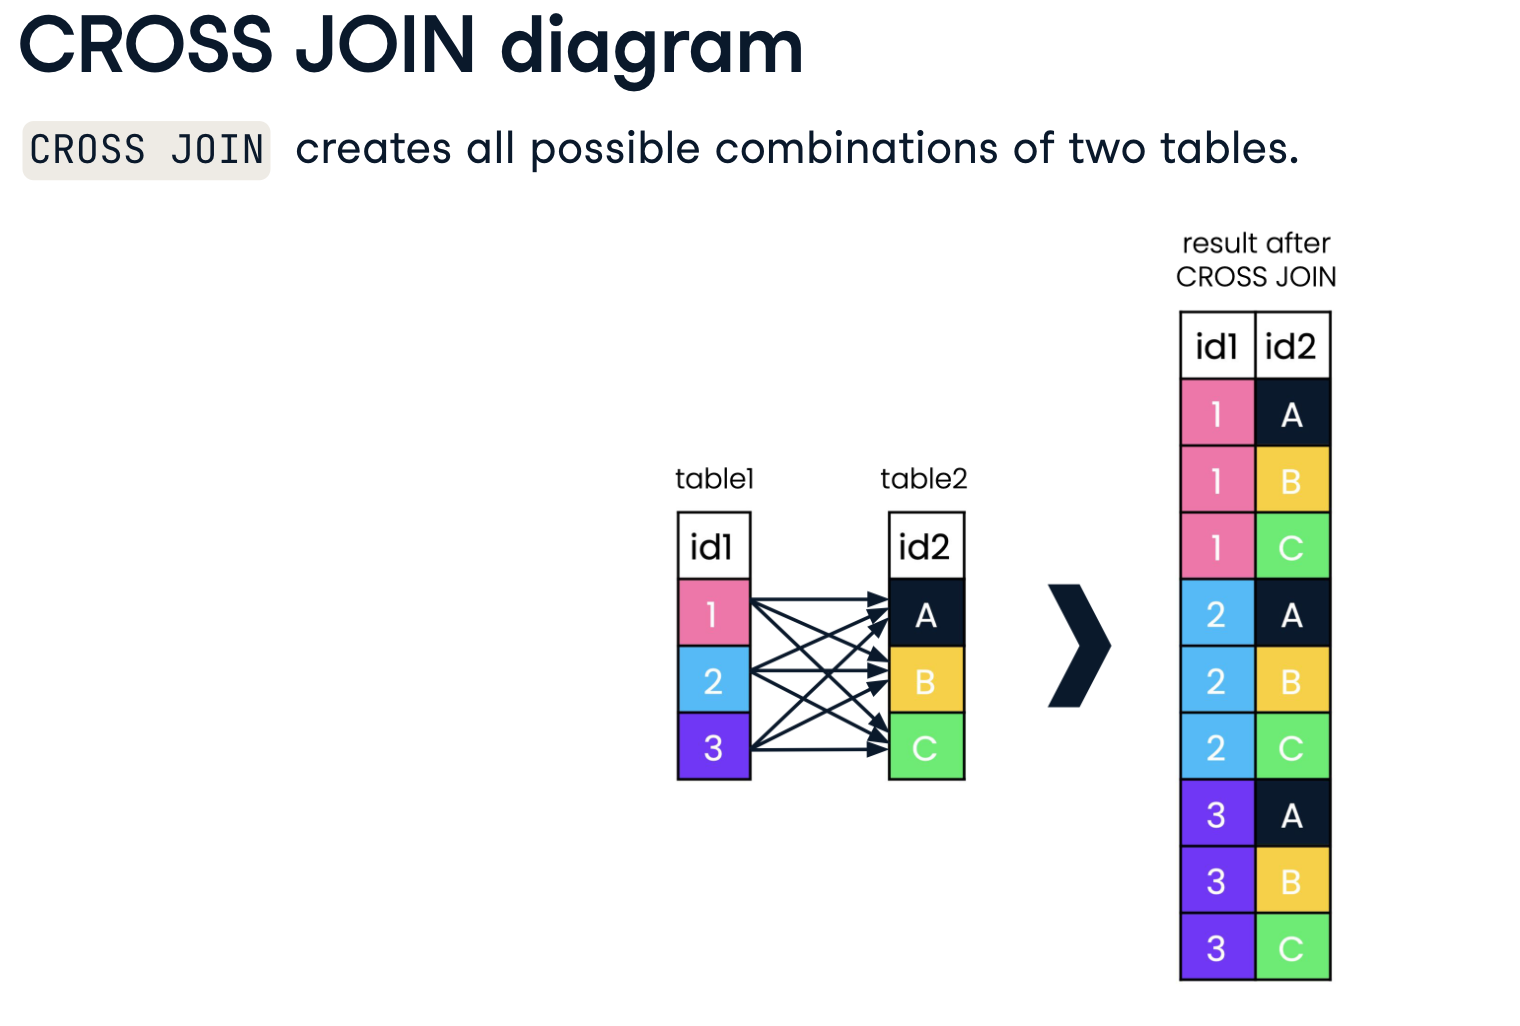 CROSS JOIN diagram
CROSS JOIN creates all possible combinations of two tables.
table1
id1
1
2
3
table2
id2
A
B
C
result after
CROSS JOIN
id1 id2
1 A
1 B
1 C
2 A
2 B
2 C
3 A
3 B
3 C